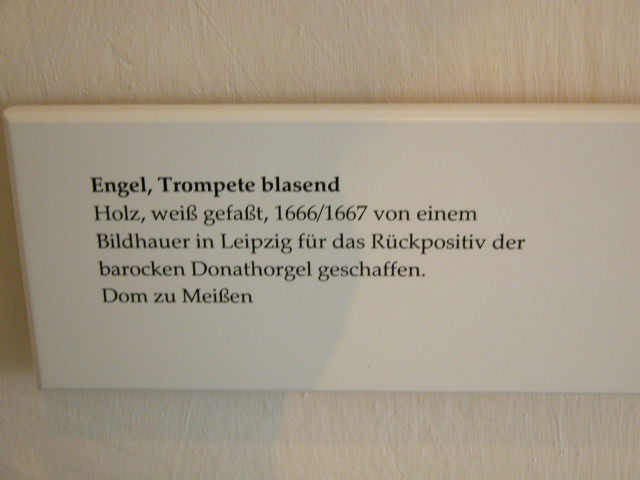 Engel, Trompete blasend
Holz, weiß gefaßt, 1666/1667 von einem
Bildhauer in Leipzig für das Rückpositiv der
barocken Donathorgel geschaffen.
Dom zu Meißen